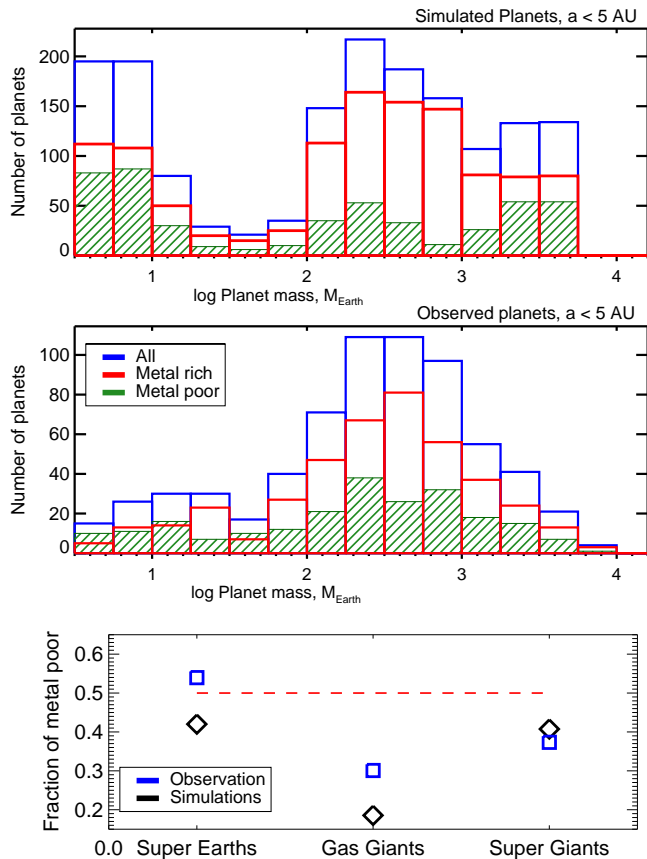 Simulated Planets, a < 5 AU
Number of planets
200
150
100
50
0
1
2
3
4
log Planet mass, M_Earth
Observed planets, a < 5 AU
Number of planets
100
80
60
40
20
0
All
Metal rich
Metal poor
1
2
3
4
log Planet mass, M_Earth
Fraction of metal poor
0.6
0.5
0.4
0.3
0.2
Observation
Simulations
0.0
Super Earths
Gas Giants
Super Giants